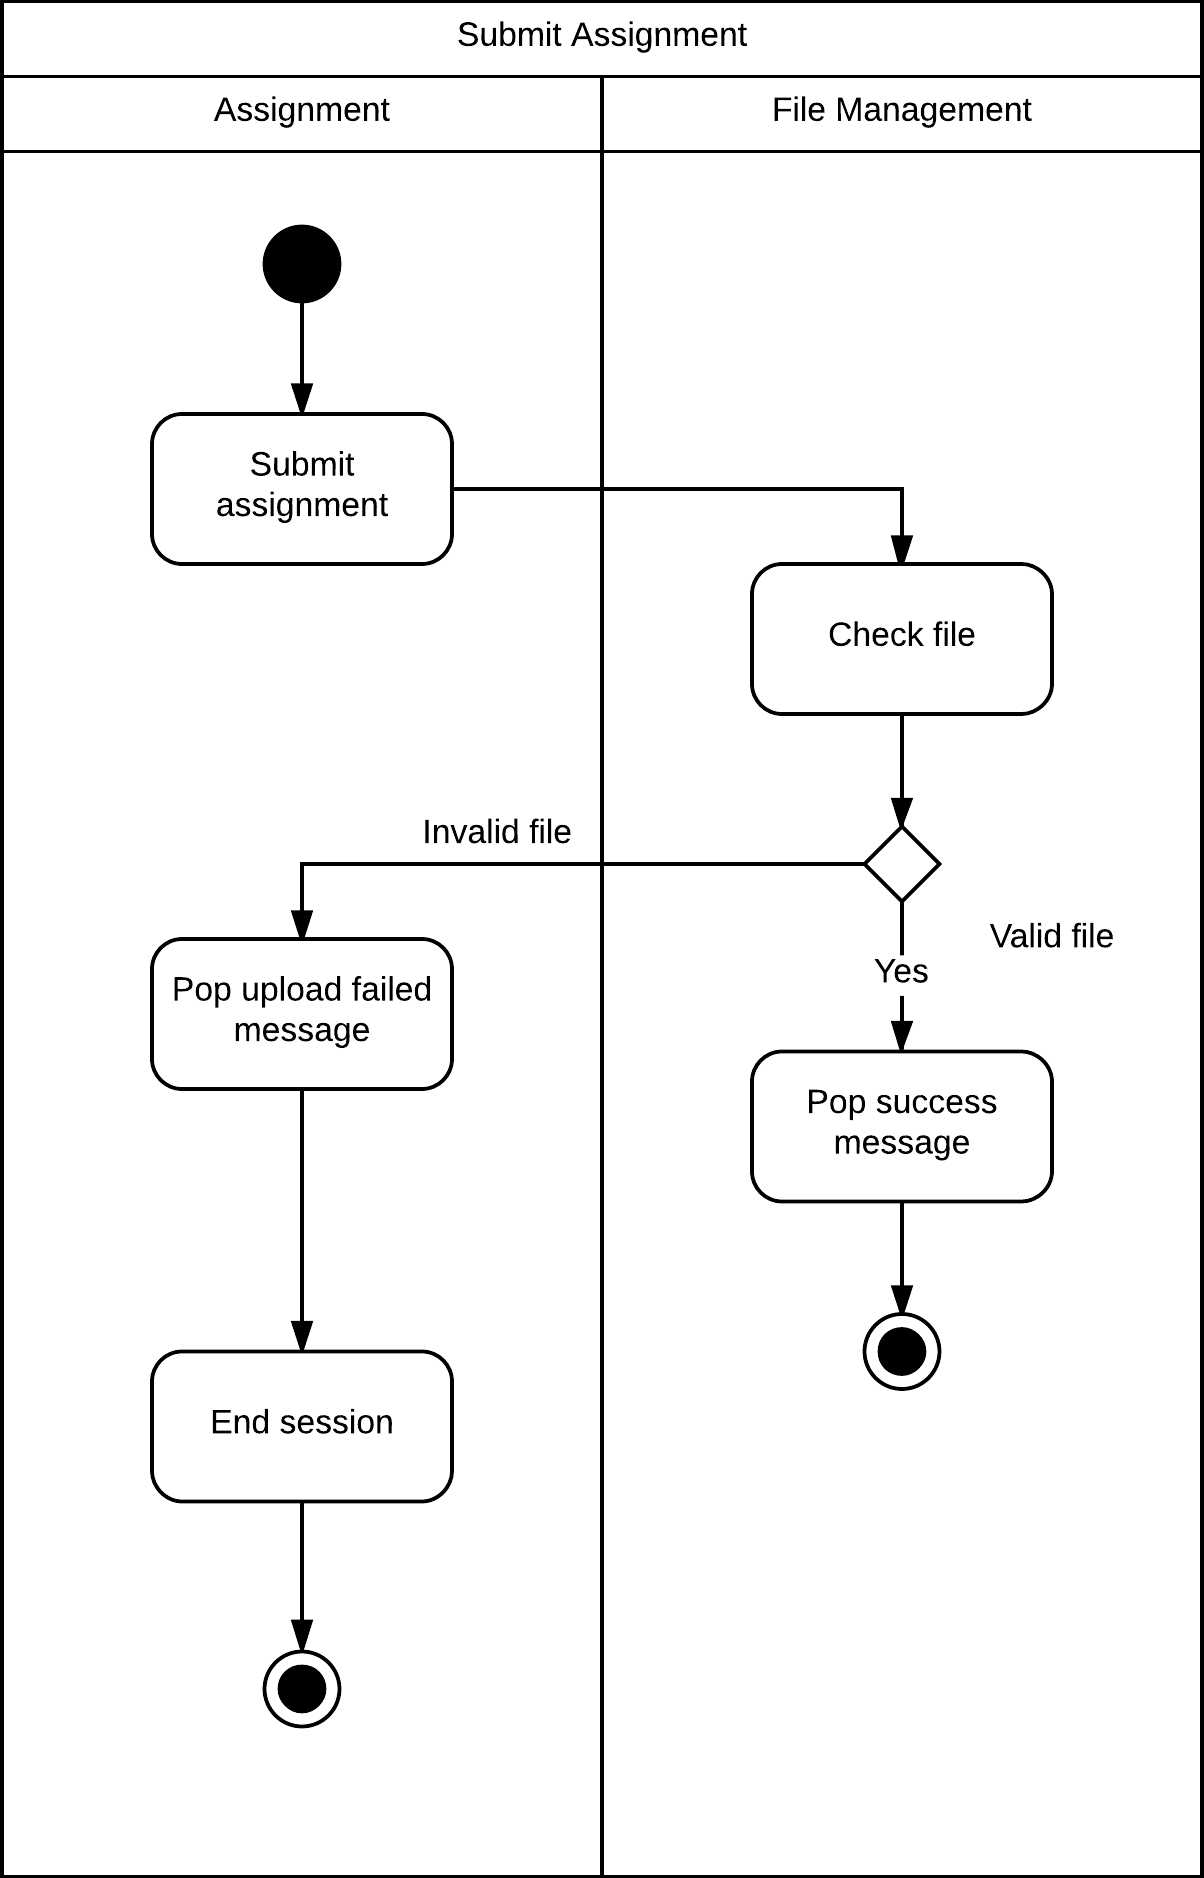 Submit Assignment
Assignment
File Management
Submit
assignment
Check file
Invalid file
Valid file
Yes
Pop upload failed
message
Pop success
message
End session